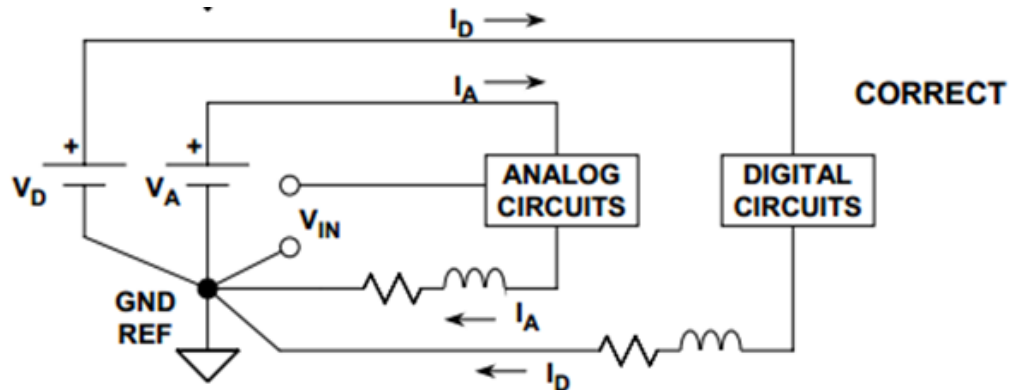 I_D
I_A
CORRECT
+
+
V_D
V_A
V_IN
ANALOG
CIRCUITS
DIGITAL
CIRCUITS
GND
REF
I_A
I_D